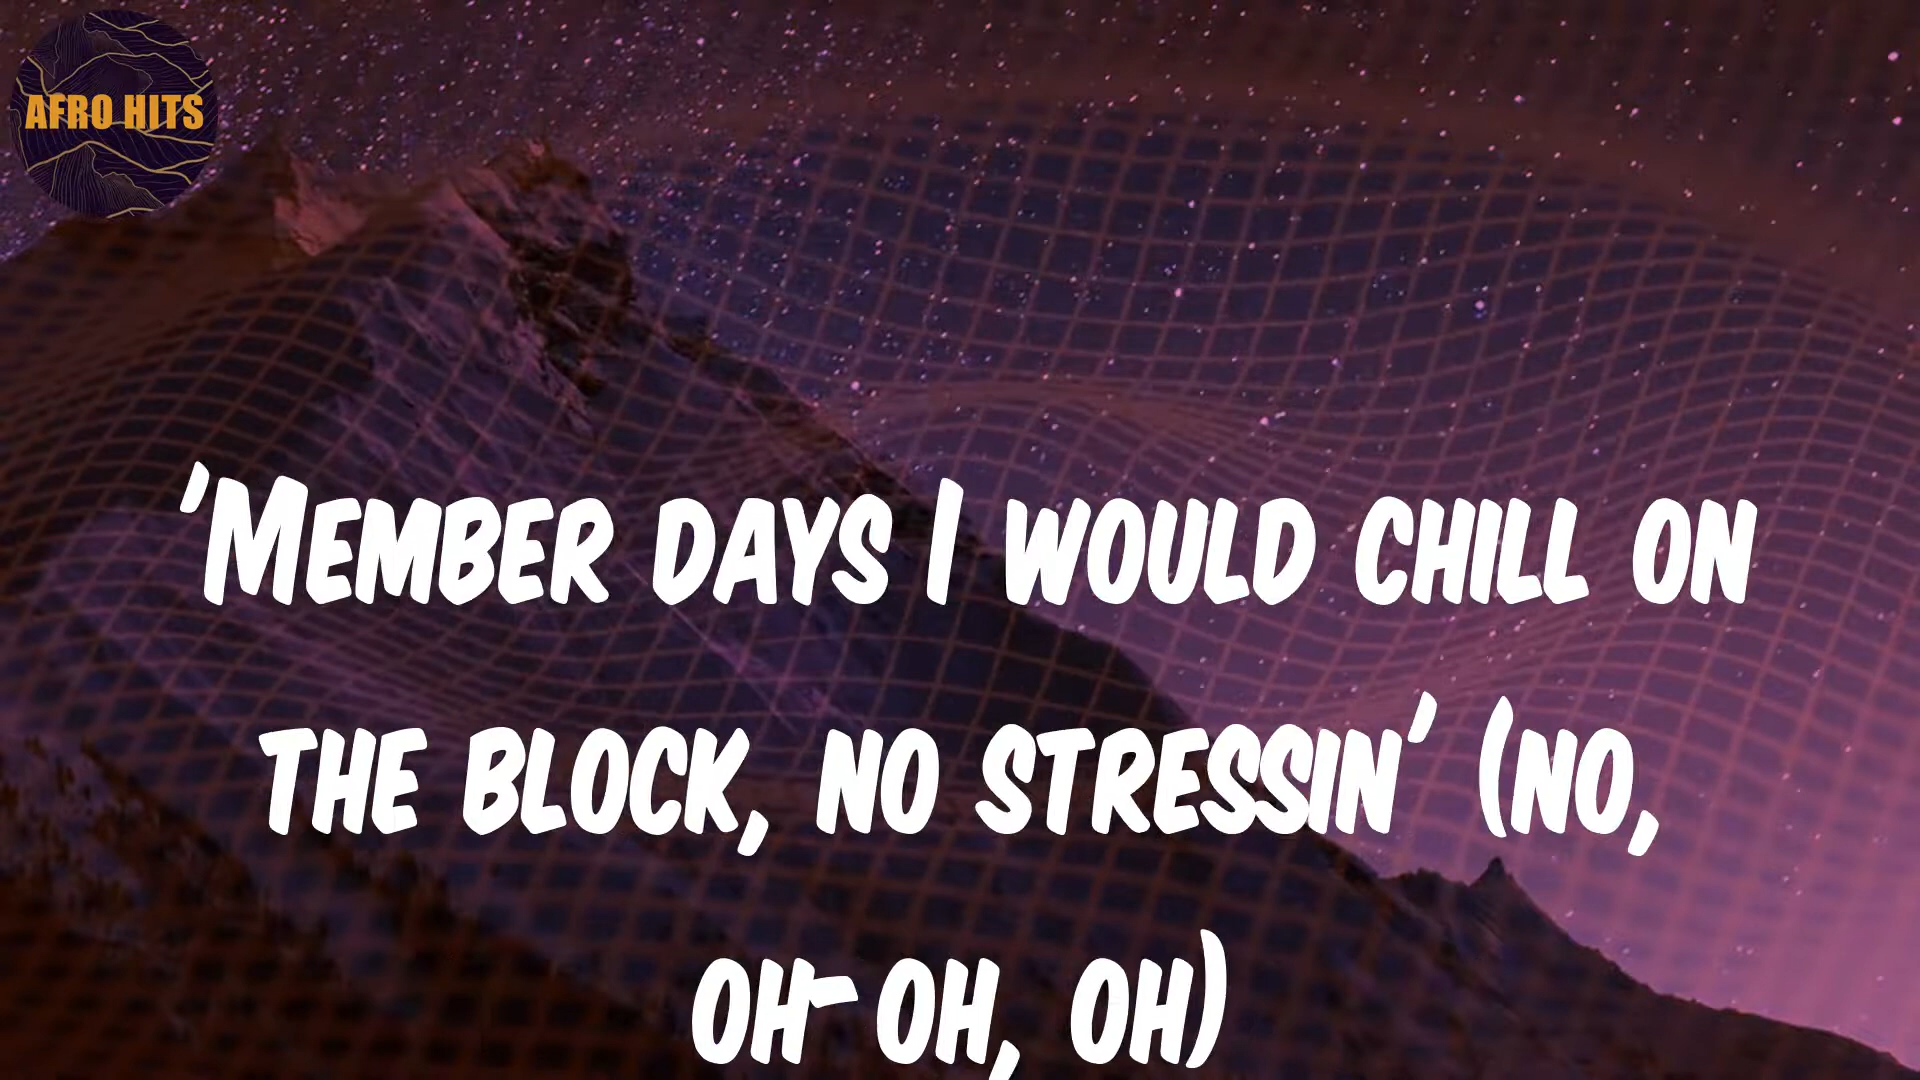 AFRO HITS
'MEMBER DAYS I WOULD CHILL ON
THE BLOCK, NO STRESSIN' (NO,
OH-OH, OH)